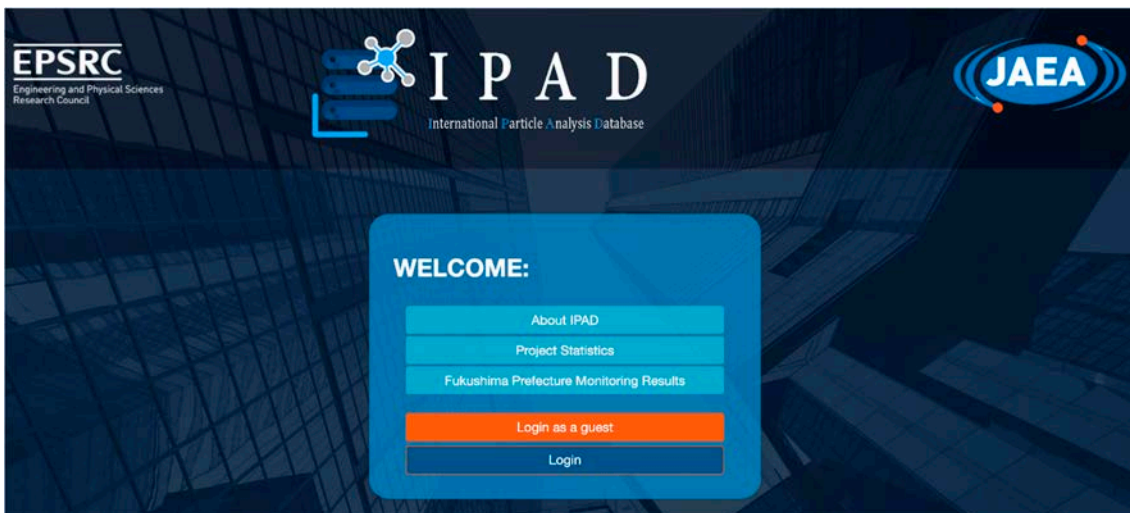 EPSRC
Engineering and Physical Sciences
Research Council
I P A D
International Particle Analysis Database
JAEA
WELCOME:
About IPAD
Project Statistics
Fukushima Prefecture Monitoring Results
Login as a guest
Login